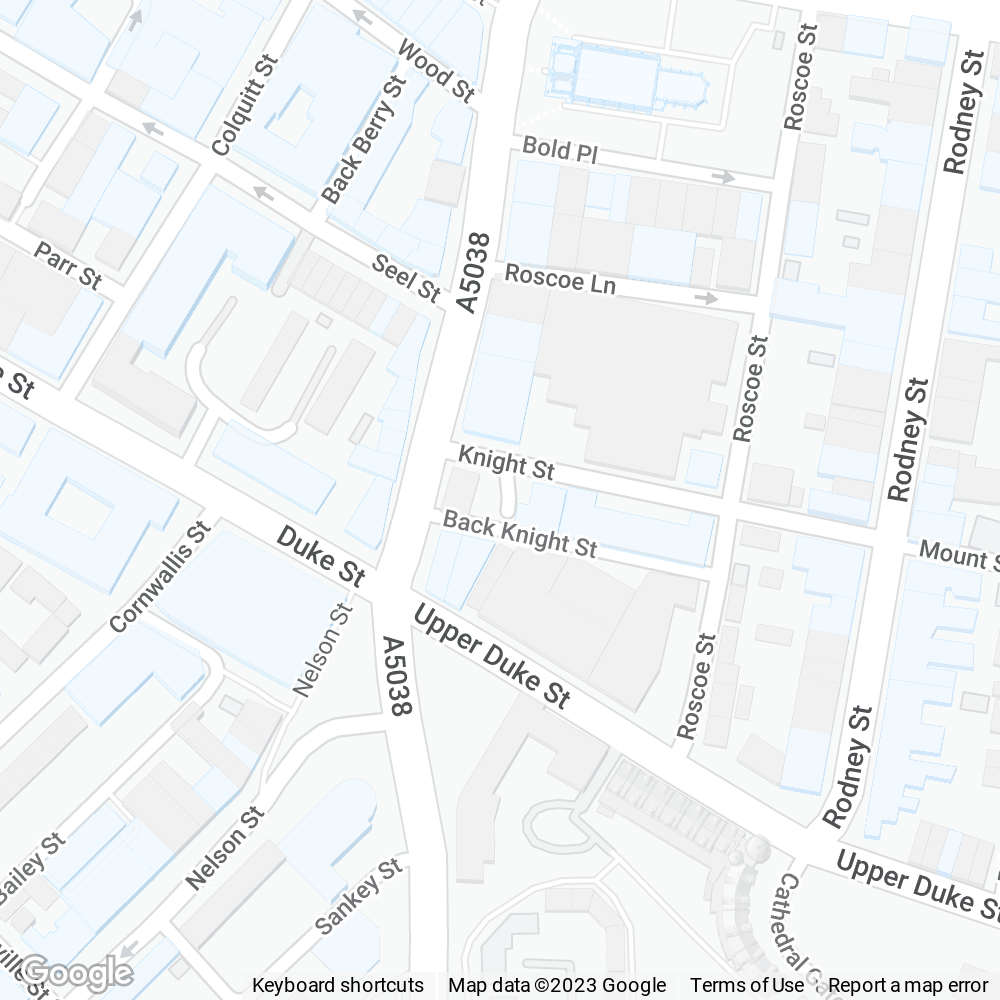 Wood St
Colquitt St
Back Berry St
Bold Pl
Roscoe St
Rodney St
Parr St
Seel St
A5038
Roscoe Ln
Roscoe St
Rodney St
St
Knight St
Back Knight St
Mount S
Cornwallis St
Duke St
Nelson St
Upper Duke St
A5038
Roscoe St
Rodney St
Bailey St
Nelson St
Sankey St
Upper Duke St
Cathedral
ville St
Google
Keyboard shortcuts
Map data ©2023 Google
Terms of Use
Report a map error